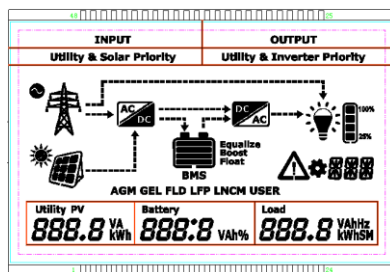 INPUT OUTPUT
Utility & Solar Priority Utility & Inverter Priority
AC
DC
DC
AC
100%
25%
Equalize
Boost
Float
BMS
AGM GEL FLD LFP LNCM USER
Utility PV Battery Load
888.8 VA kWh 888:8 VAh% 888.8 VAhHz kWhSM